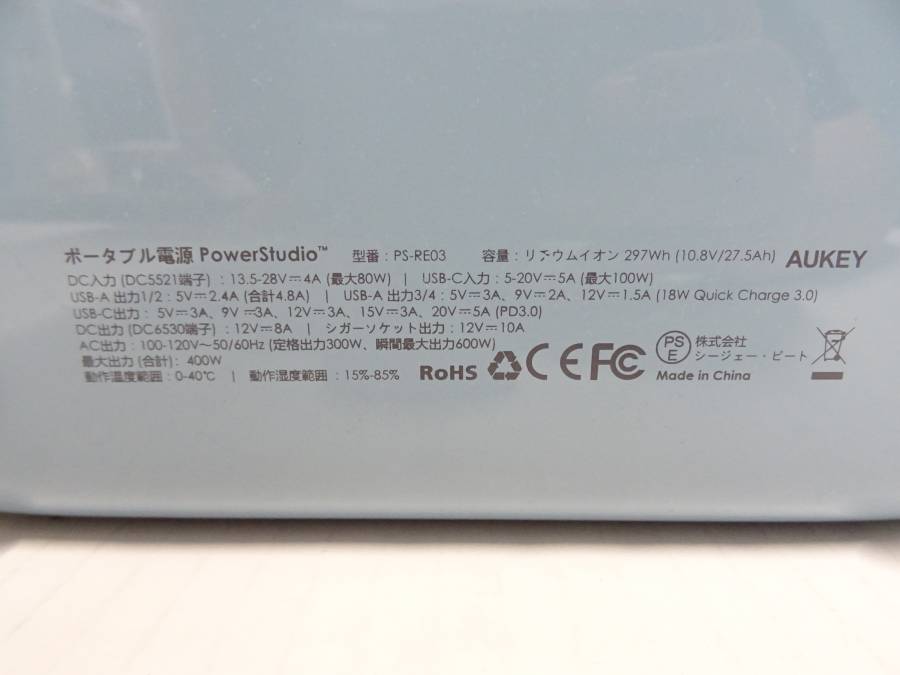 ポータブル電源 PowerStudio™ 型番：PS-RE03 容量：リチウムイオン 297Wh (10.8V/27.5Ah) AUKEY
DC入力 (DC5521端子)：13.5-28V⎓4A (最大80W) | USB-C入力：5-20V⎓5A (最大100W)
USB-A 出力1/2：5V⎓2.4A (合計4.8A) | USB-A 出力3/4：5V⎓3A、9V⎓2A、12V⎓1.5A (18W Quick Charge 3.0)
USB-C出力： 5V⎓3A、9V⎓3A、12V⎓3A、15V⎓3A、20V⎓5A (PD3.0)
DC出力 (DC6530端子)：12V⎓8A | シガーソケット出力：12V⎓10A
AC出力：100-120V～50/60Hz (定格出力300W、瞬間最大出力600W)
最大出力 (合計)：400W
動作温度範囲：0-40℃ | 動作湿度範囲：15%-85%
RoHS CE FC
PSE
株式会社
シージェー・ビート
Made in China